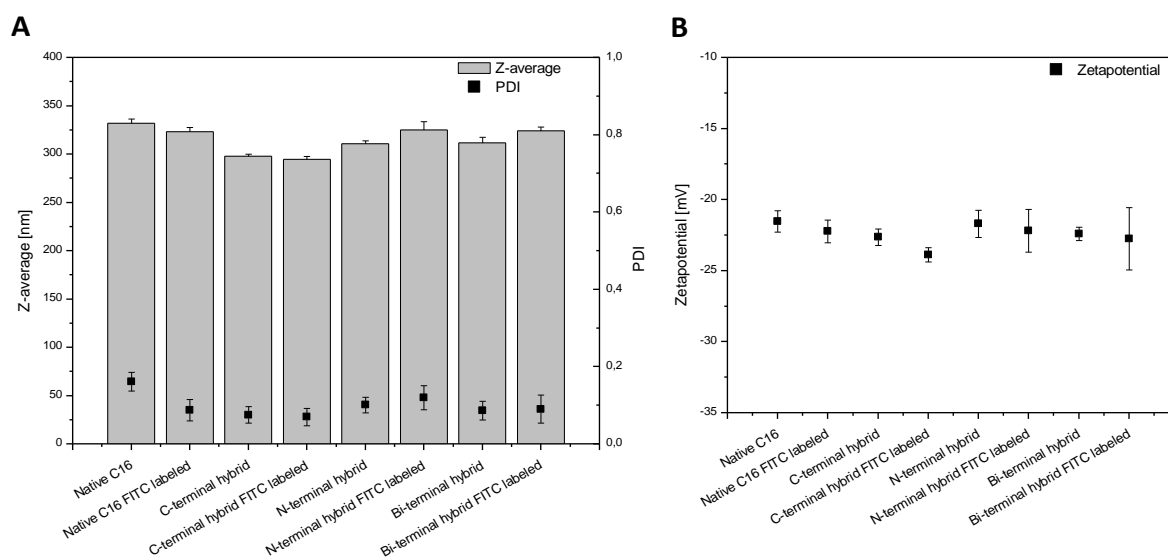 A
Z-average
PDI
400
350
300
250
200
150
100
50
0
Z-average [nm]
1,0
0,8
0,6
0,4
0,2
0,0
PDI
Native C16
Native C16 FITC labeled
C-terminal hybrid
C-terminal hybrid FITC labeled
N-terminal hybrid
N-terminal hybrid FITC labeled
Bi-terminal hybrid
Bi-terminal hybrid FITC labeled
B
Zetapotential
-10
-15
-20
-25
-30
-35
Zetapotential [mV]
Native C16
Native C16 FITC labeled
C-terminal hybrid
C-terminal hybrid FITC labeled
N-terminal hybrid
N-terminal hybrid FITC labeled
Bi-terminal hybrid
Bi-terminal hybrid FITC labeled